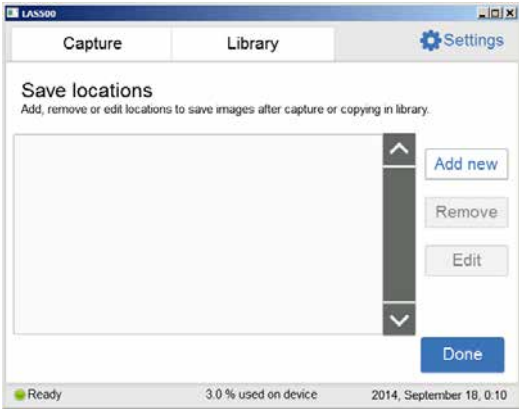 LAS500
Capture
Library
Settings
Save locations
Add, remove or edit locations to save images after capture or copying in library.
Add new
Remove
Edit
Done
Ready
3.0 % used on device
2014, September 18, 0:10